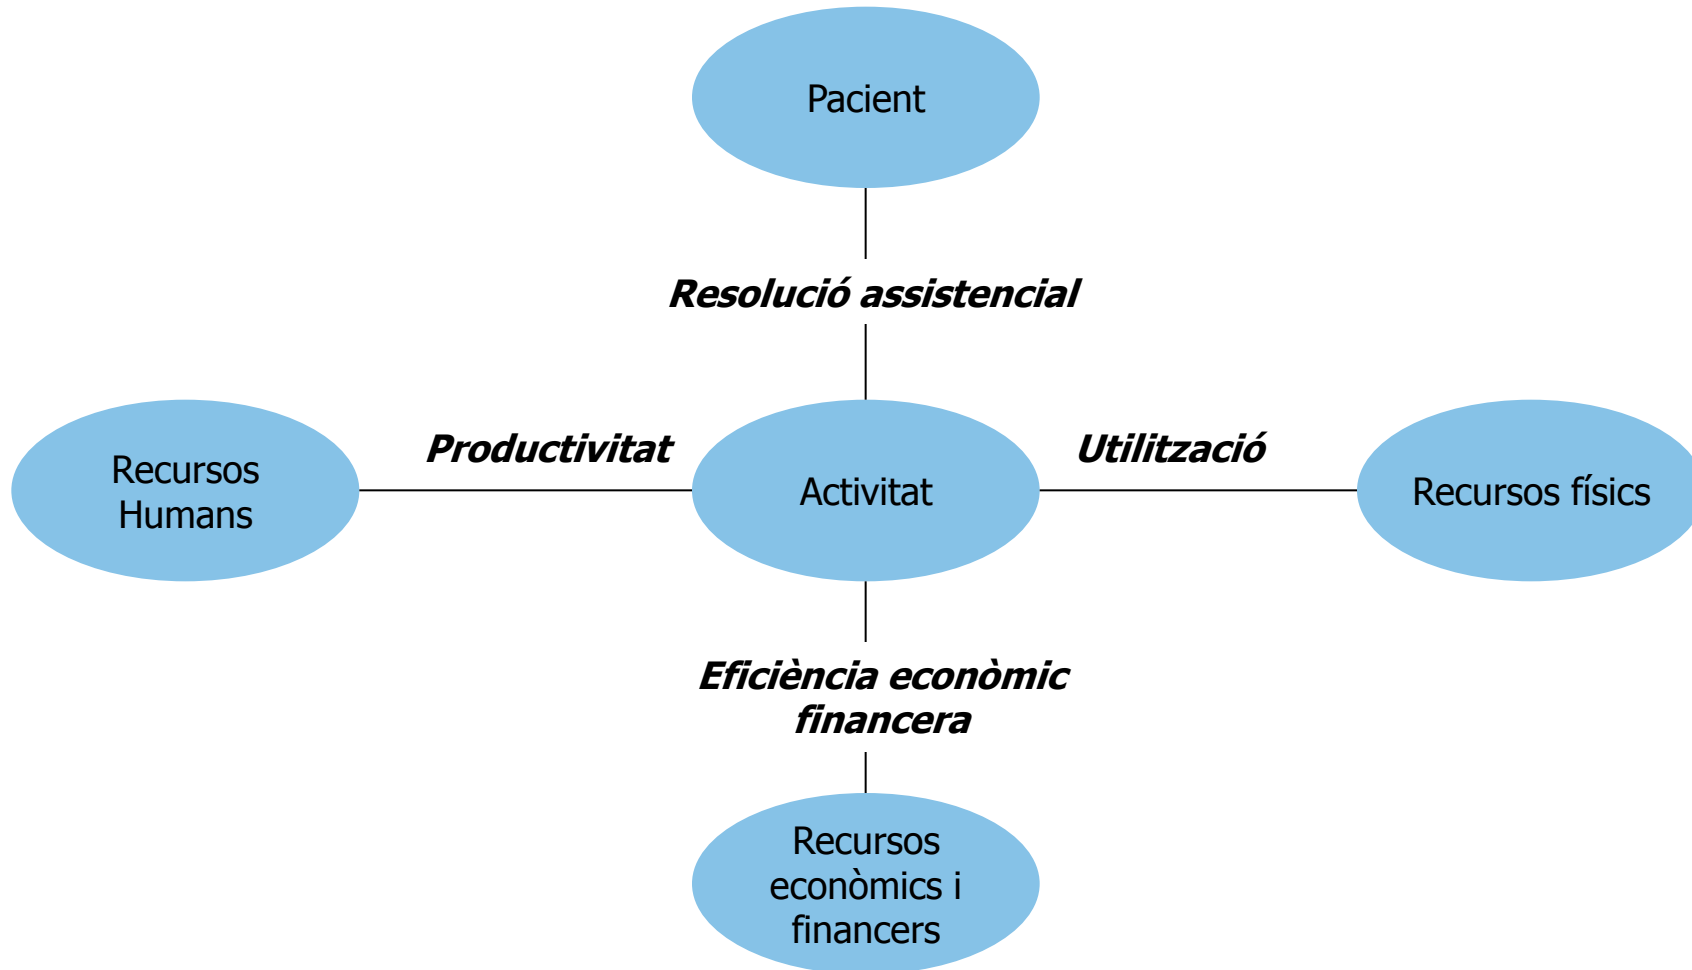 Pacient
Resolució assistencial
Productivitat
Utilització
Recursos
Humans
Activitat
Recursos físics
Eficiència econòmic
financera
Recursos
econòmics i
financers